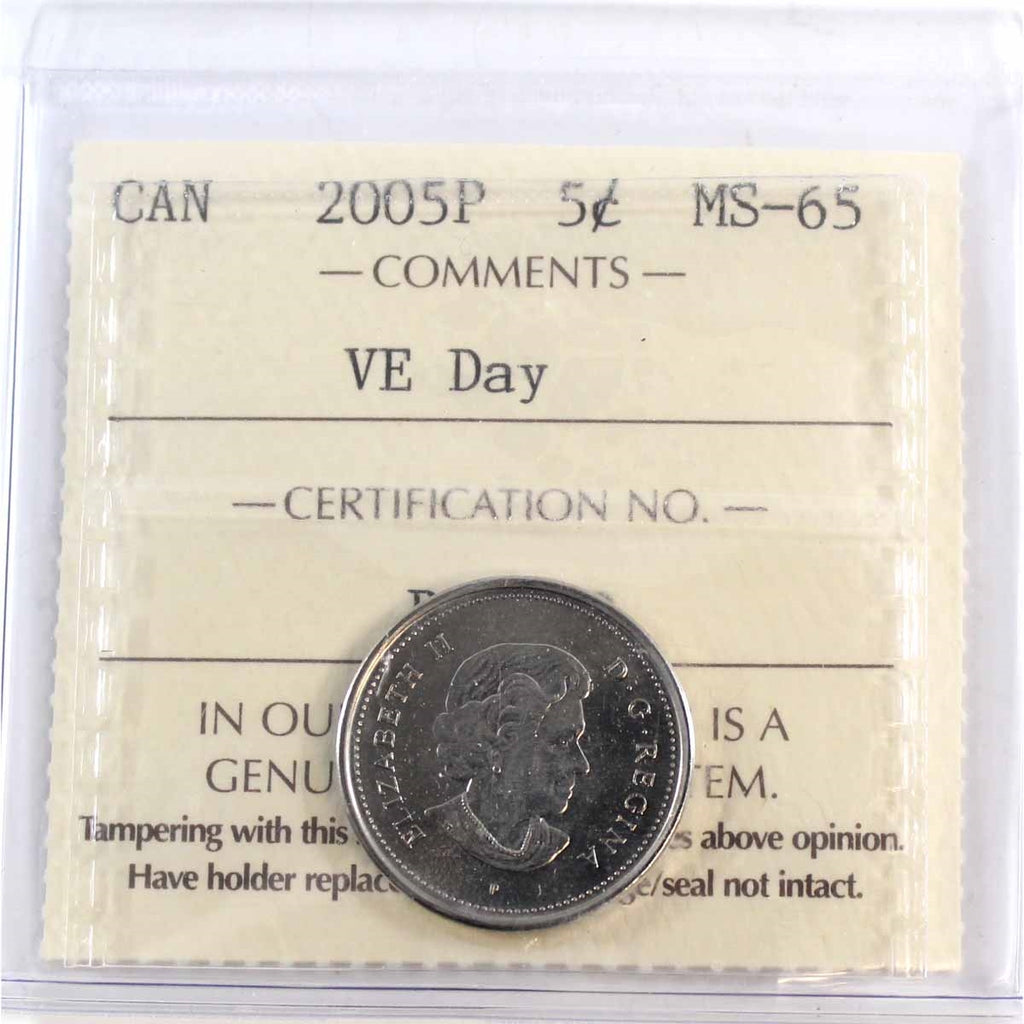 CAN 2005P 5¢ MS-65
— COMMENTS —
VE Day
— CERTIFICATION NO. —
IN OU IS A
GENU TEM.
Tampering with this s above opinion.
Have holder replac ge/seal not intact.
ELIZABETH II D·G·REGINA
P